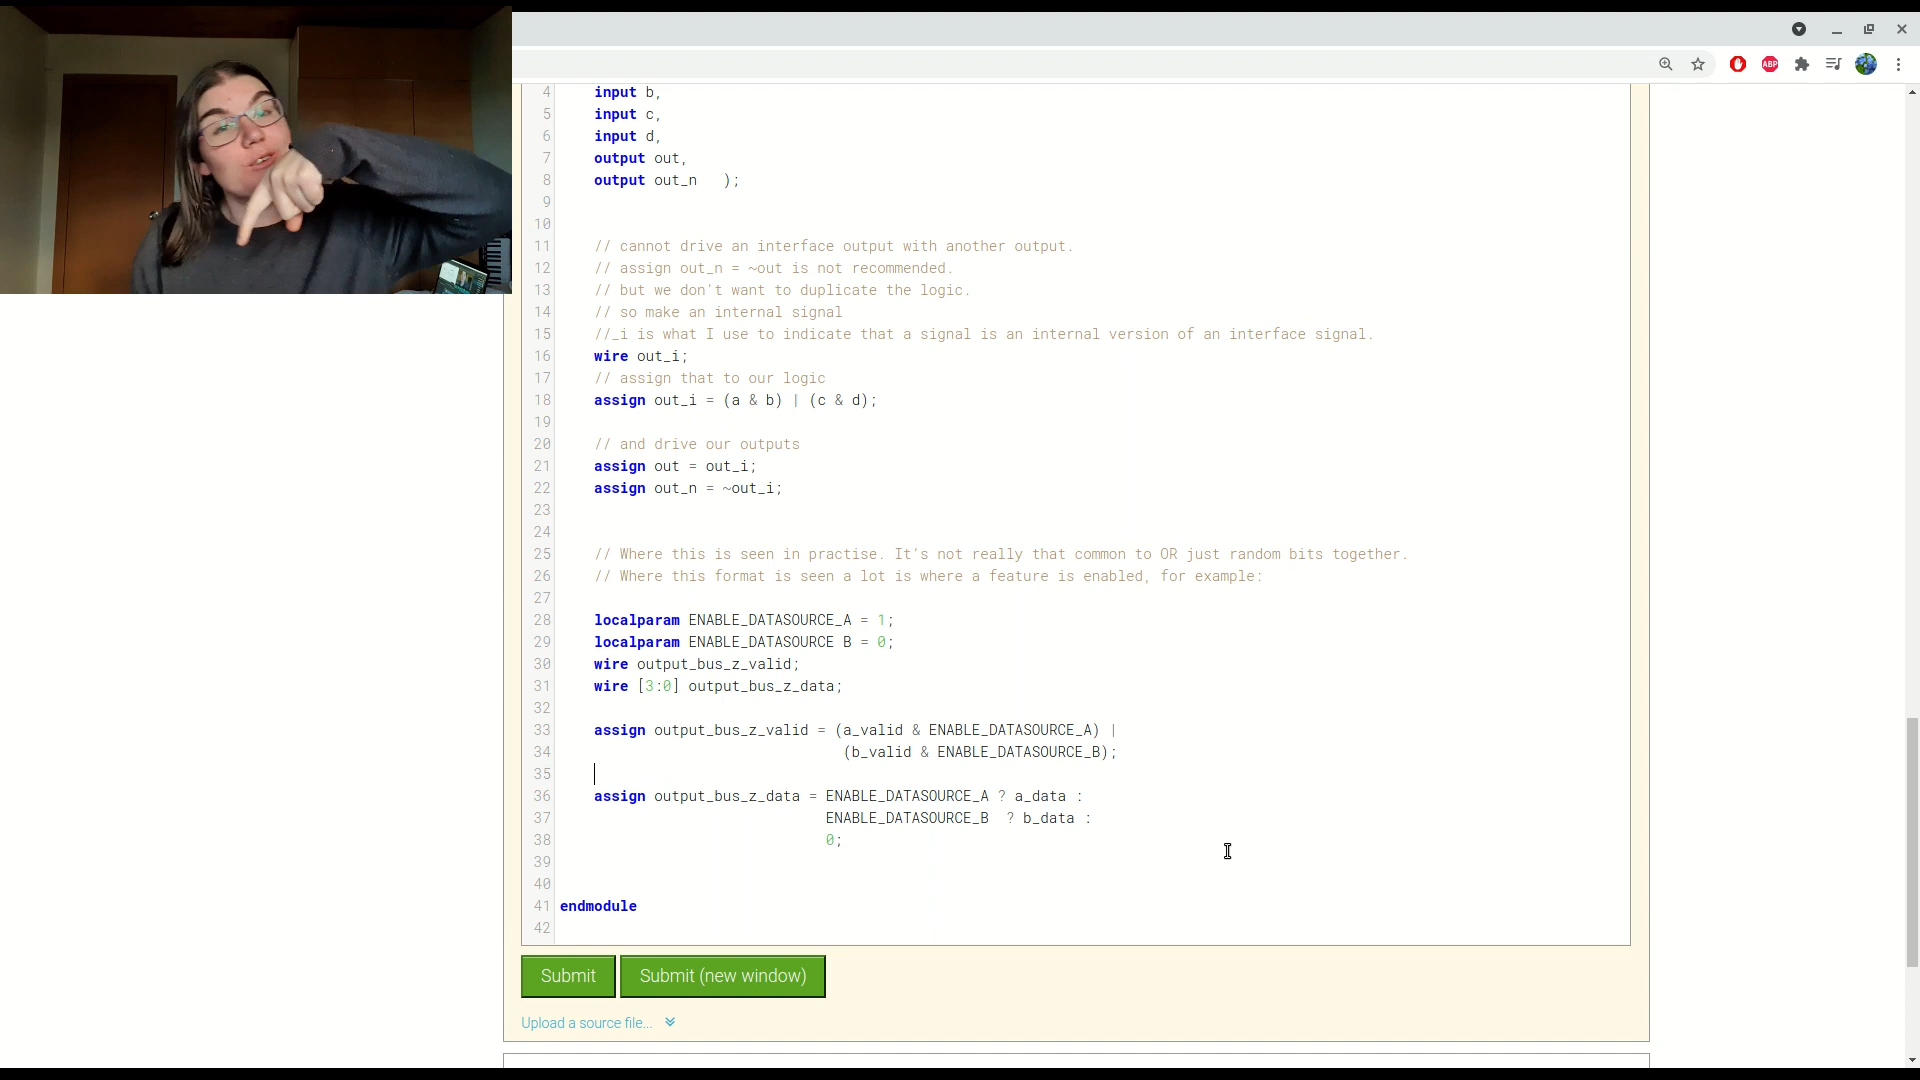 ABP
4 input b,
5 input c,
6 input d,
7 output out,
8 output out_n );
9
10
11 // cannot drive an interface output with another output.
12 // assign out_n = ~out is not recommended.
13 // but we don't want to duplicate the logic.
14 // so make an internal signal
15 //_i is what I use to indicate that a signal is an internal version of an interface signal.
16 wire out_i;
17 // assign that to our logic
18 assign out_i = (a & b) | (c & d);
19
20 // and drive our outputs
21 assign out = out_i;
22 assign out_n = ~out_i;
23
24
25 // Where this is seen in practise. It's not really that common to OR just random bits together.
26 // Where this format is seen a lot is where a feature is enabled, for example:
27
28 localparam ENABLE_DATASOURCE_A = 1;
29 localparam ENABLE_DATASOURCE B = 0;
30 wire output_bus_z_valid;
31 wire [3:0] output_bus_z_data;
32
33 assign output_bus_z_valid = (a_valid & ENABLE_DATASOURCE_A) |
34 (b_valid & ENABLE_DATASOURCE_B);
35
36 assign output_bus_z_data = ENABLE_DATASOURCE_A ? a_data :
37 ENABLE_DATASOURCE_B ? b_data :
38 0;
39
40
41 endmodule
42
Submit Submit (new window)
Upload a source file...